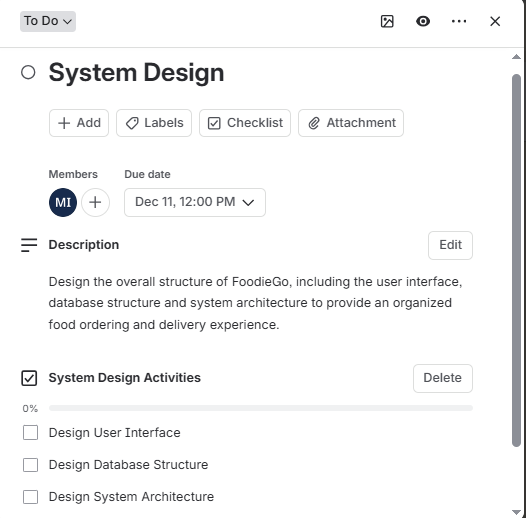 To Do
System Design
Add
Labels
Checklist
Attachment
Members
Due date
MI
Dec 11, 12:00 PM
Description
Edit
Design the overall structure of FoodieGo, including the user interface,
database structure and system architecture to provide an organized
food ordering and delivery experience.
System Design Activities
Delete
0%
Design User Interface
Design Database Structure
Design System Architecture